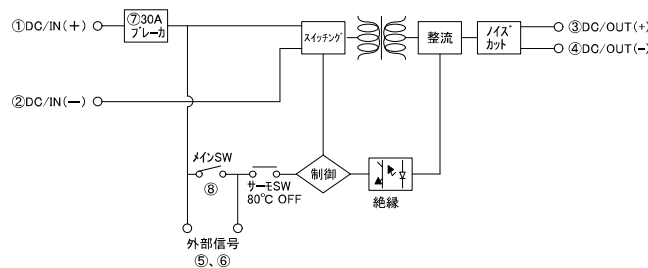 ①DC/IN(+)
⑦30A
ブレーカ
スイッチング
整流
ノイズ
カット
③DC/OUT(+)
④DC/OUT(-)
②DC/IN(-)
メインSW
⑧
サーモSW
80℃ OFF
制御
絶縁
外部信号
⑤、⑥